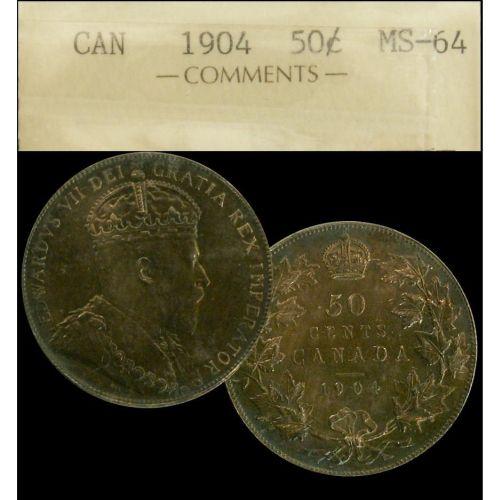 CAN 1904 50¢ MS-64
— COMMENTS —
EDWARDVS VII DEI GRATIA REX IMPERATOR
50
CENTS
CANADA
1904